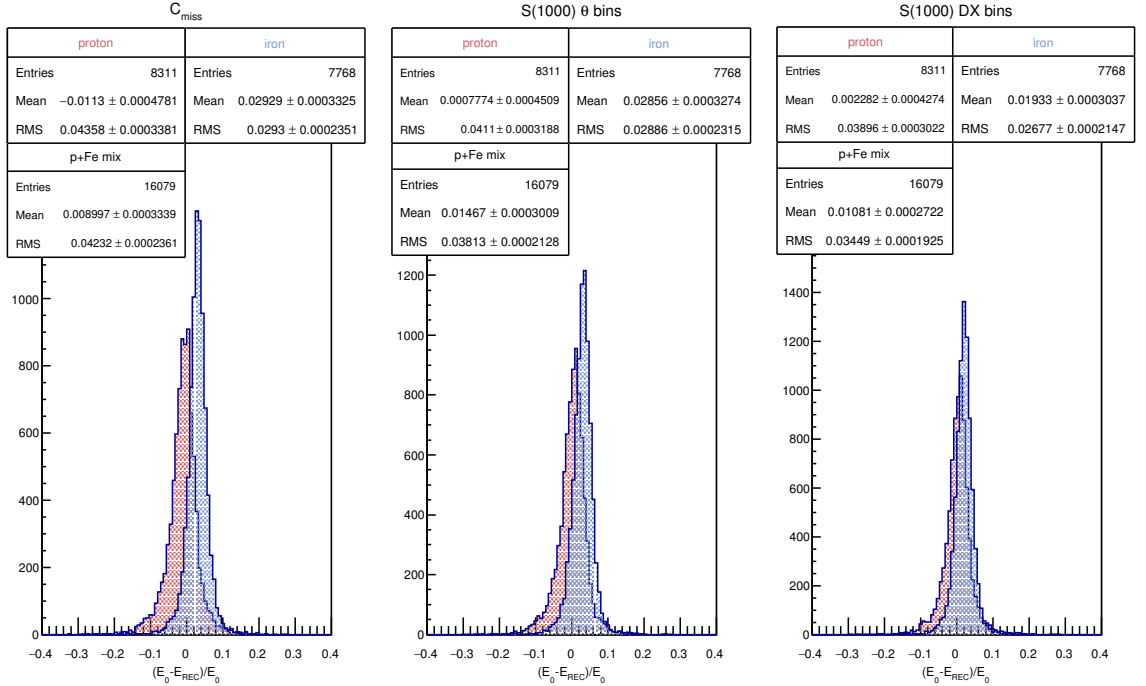 C_miss
proton iron
Entries 8311 Entries 7768
Mean −0.0113 ± 0.0004781 Mean 0.02929 ± 0.0003325
RMS 0.04358 ± 0.0003381 RMS 0.0293 ± 0.0002351
p+Fe mix
Entries 16079
Mean 0.008997 ± 0.0003339
RMS 0.04232 ± 0.0002361
1000
800
600
400
200
0
−0.4 −0.3 −0.2 −0.1 0 0.1 0.2 0.3 0.4
(E_0-E_REC)/E_0
S(1000) θ bins
proton iron
Entries 8311 Entries 7768
Mean 0.0007774 ± 0.0004509 Mean 0.02856 ± 0.0003274
RMS 0.0411 ± 0.0003188 RMS 0.02886 ± 0.0002315
p+Fe mix
Entries 16079
Mean 0.01467 ± 0.0003009
RMS 0.03813 ± 0.0002128
1200
1000
800
600
400
200
0
−0.4 −0.3 −0.2 −0.1 0 0.1 0.2 0.3 0.4
(E_0-E_REC)/E_0
S(1000) DX bins
proton iron
Entries 8311 Entries 7768
Mean 0.002282 ± 0.0004274 Mean 0.01933 ± 0.0003037
RMS 0.03896 ± 0.0003022 RMS 0.02677 ± 0.0002147
p+Fe mix
Entries 16079
Mean 0.01081 ± 0.0002722
RMS 0.03449 ± 0.0001925
1400
1200
1000
800
600
400
200
0
−0.4 −0.3 −0.2 −0.1 0 0.1 0.2 0.3 0.4
(E_0-E_REC)/E_0